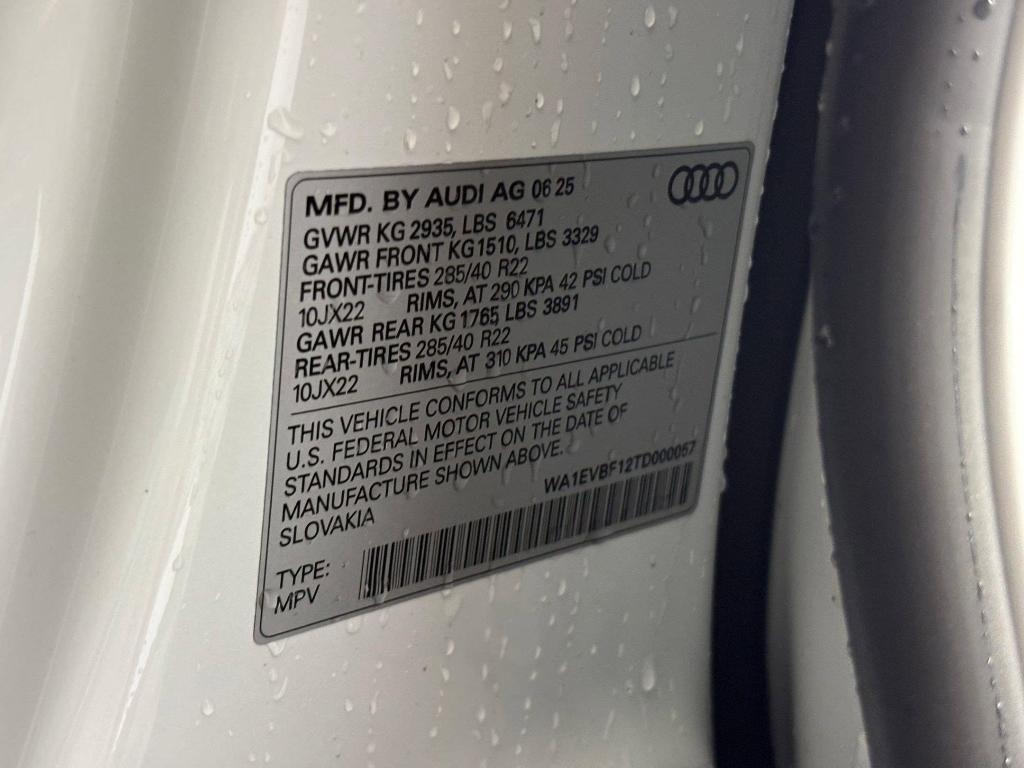 MFD. BY AUDI AG 06 25
GVWR KG 2935, LBS 6471
GAWR FRONT KG1510, LBS 3329
FRONT-TIRES 285/40 R22
10JX22 RIMS, AT 290 KPA 42 PSI COLD
GAWR REAR KG 1765, LBS 3891
REAR-TIRES 285/40 R22
10JX22 RIMS, AT 310 KPA 45 PSI COLD
THIS VEHICLE CONFORMS TO ALL APPLICABLE
U.S. FEDERAL MOTOR VEHICLE SAFETY
STANDARDS IN EFFECT ON THE DATE OF
MANUFACTURE SHOWN ABOVE.
SLOVAKIA
WA1EVBF12TD000057
TYPE:
MPV